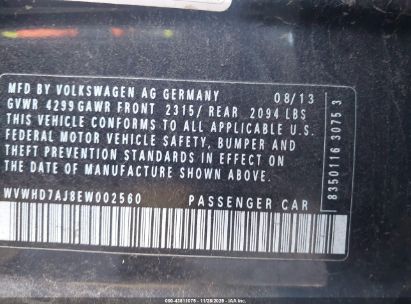 MFD BY VOLKSWAGEN AG GERMANY 08/13
GVWR 4299 GAWR FRONT 2315/ REAR 2094 LBS
THIS VEHICLE CONFORMS TO ALL APPLICABLE U.S.
FEDERAL MOTOR VEHICLE SAFETY, BUMPER AND
THEFT PREVENTION STANDARDS IN EFFECT ON THE
DATE OF MANUFACTURE SHOWN ABOVE
WVWHD7AJ8EW002560 PASSENGER CAR
8350116 3075 3